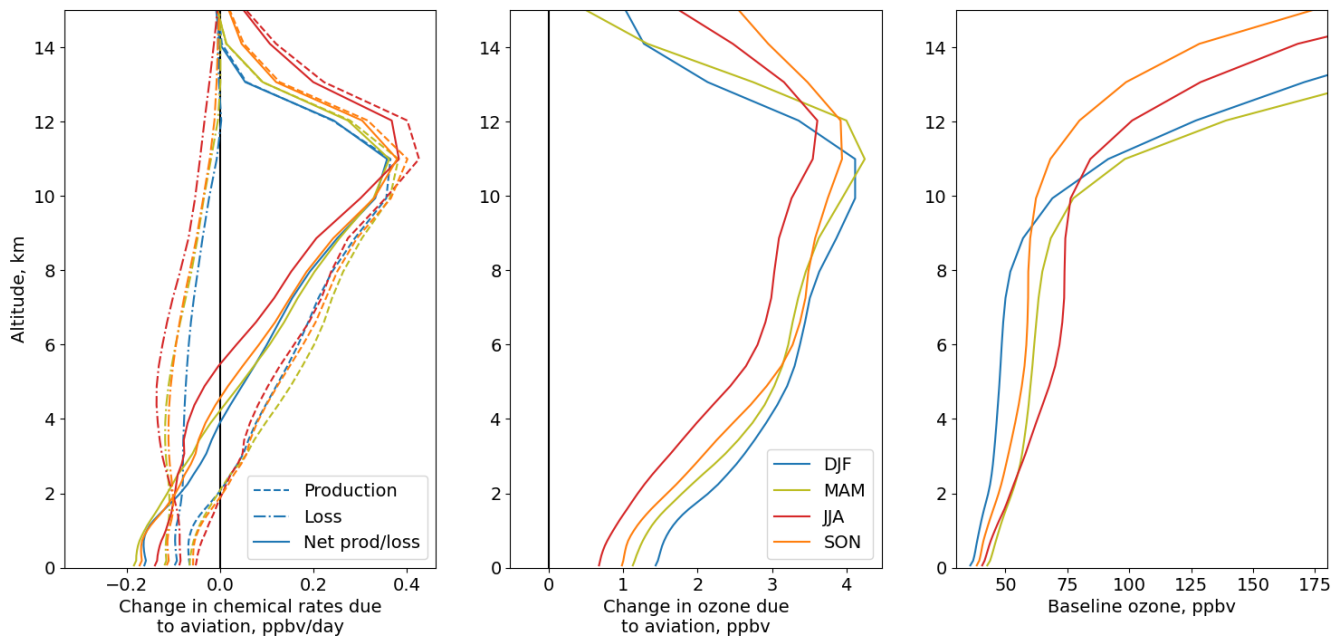 Altitude, km
14
12
10
8
6
4
2
0
−0.2 0.0 0.2 0.4
Change in chemical rates due
to aviation, ppbv/day
Production
Loss
Net prod/loss
14
12
10
8
6
4
2
0
0 1 2 3 4
Change in ozone due
to aviation, ppbv
DJF
MAM
JJA
SON
14
12
10
8
6
4
2
0
50 75 100 125 150 175
Baseline ozone, ppbv